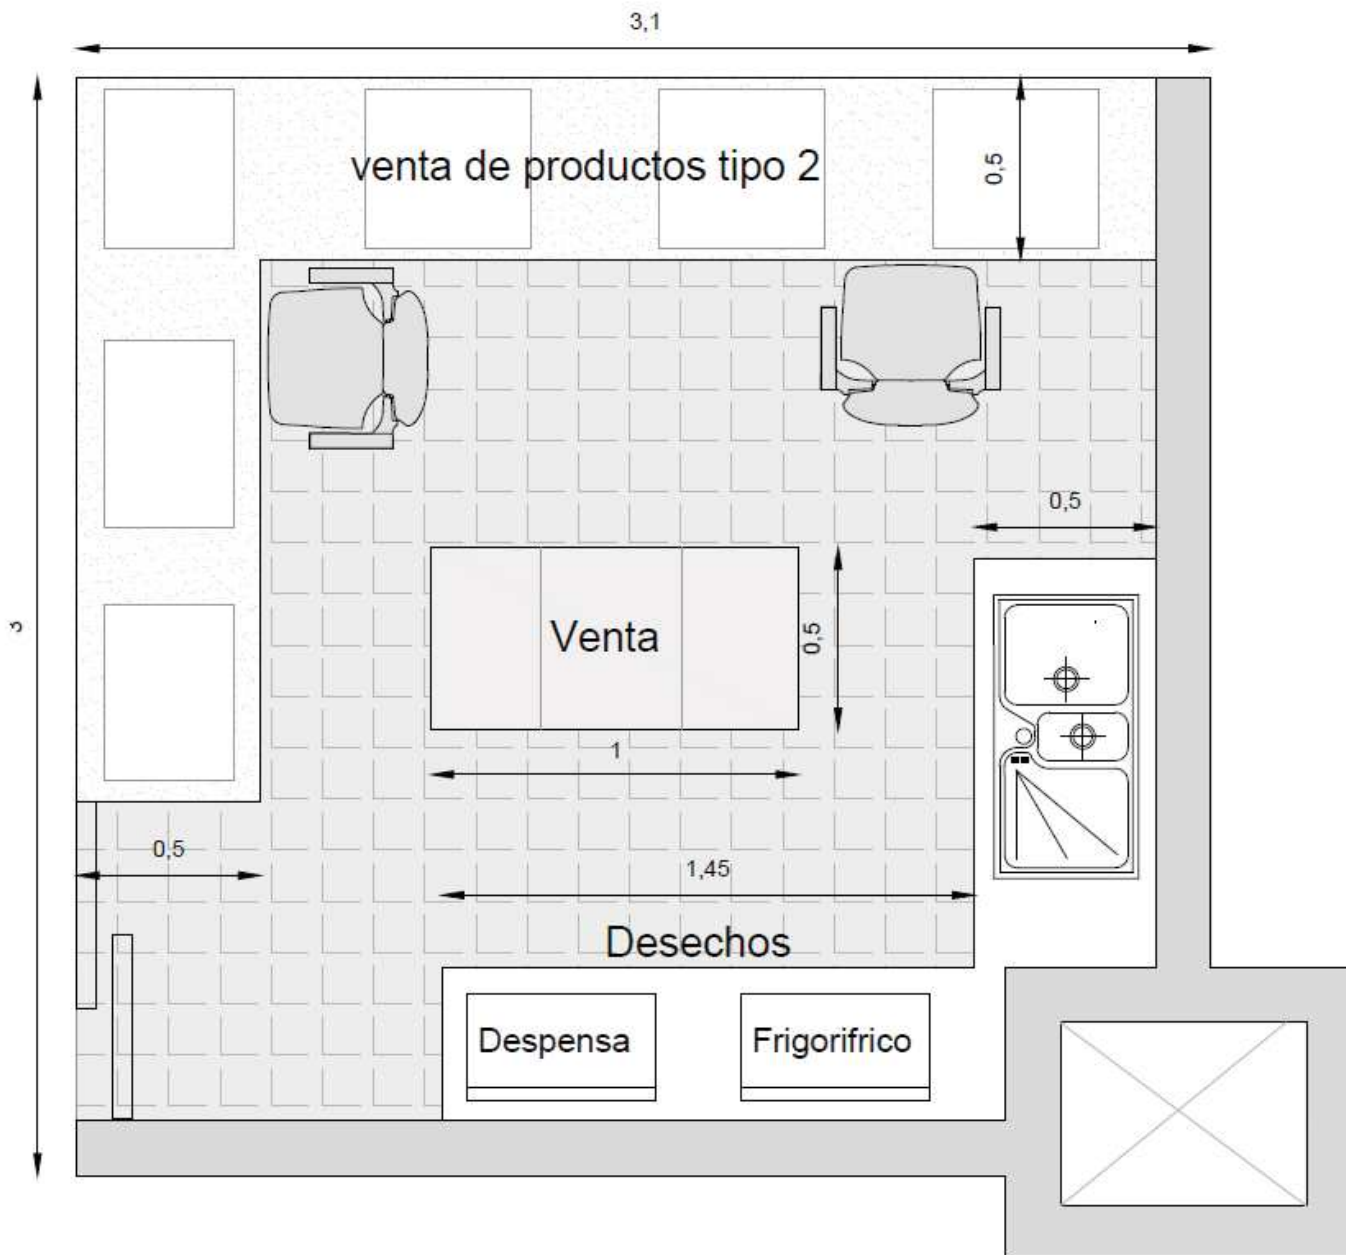 3,1
venta de productos tipo 2
0,5
0,5
3
Venta
0,5
1
0,5
1,45
Desechos
Despensa
Frigorifrico